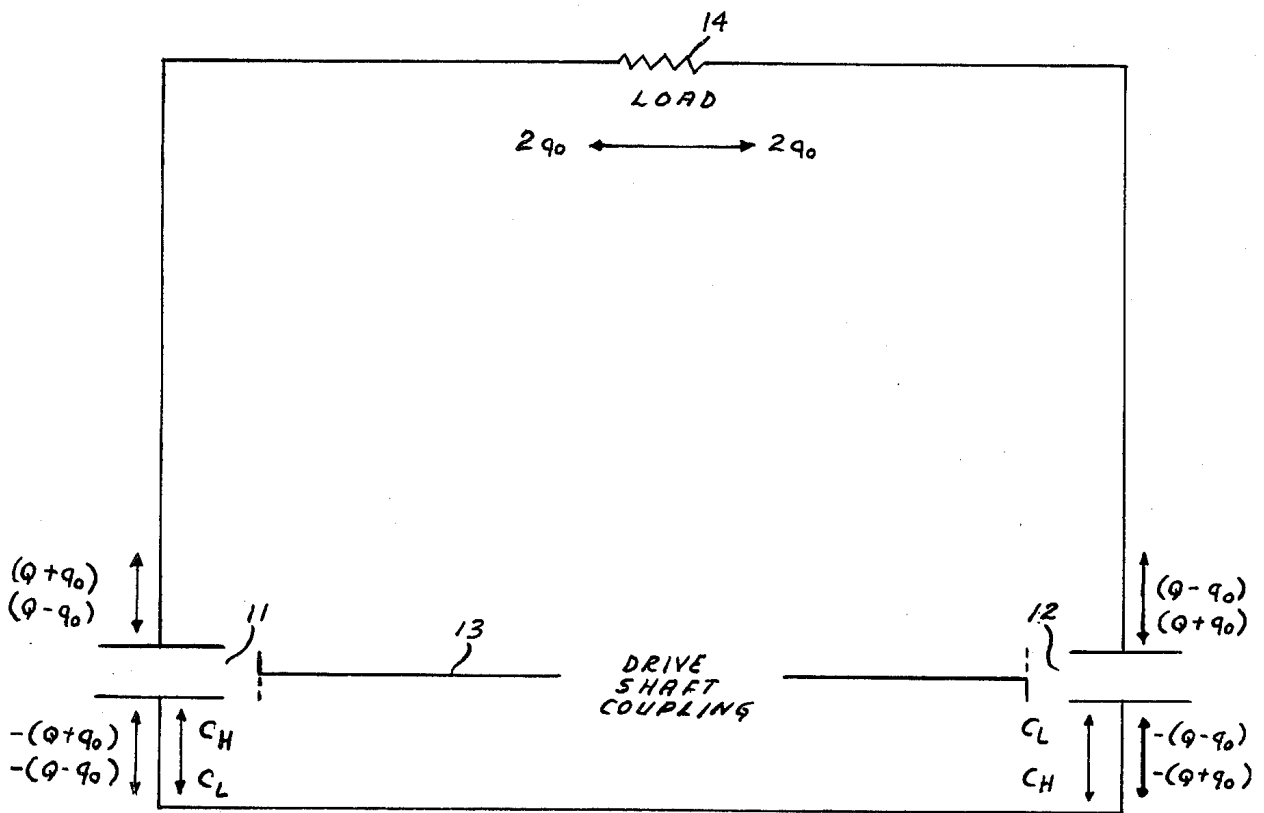 14
LOAD
2q₀ 2q₀
(Q+q₀)
(Q-q₀)
11
13
DRIVE
SHAFT
COUPLING
12
(Q-q₀)
(Q+q₀)
-(Q+q₀)
-(Q-q₀)
C_H
C_L
C_L
C_H
-(Q-q₀)
-(Q+q₀)